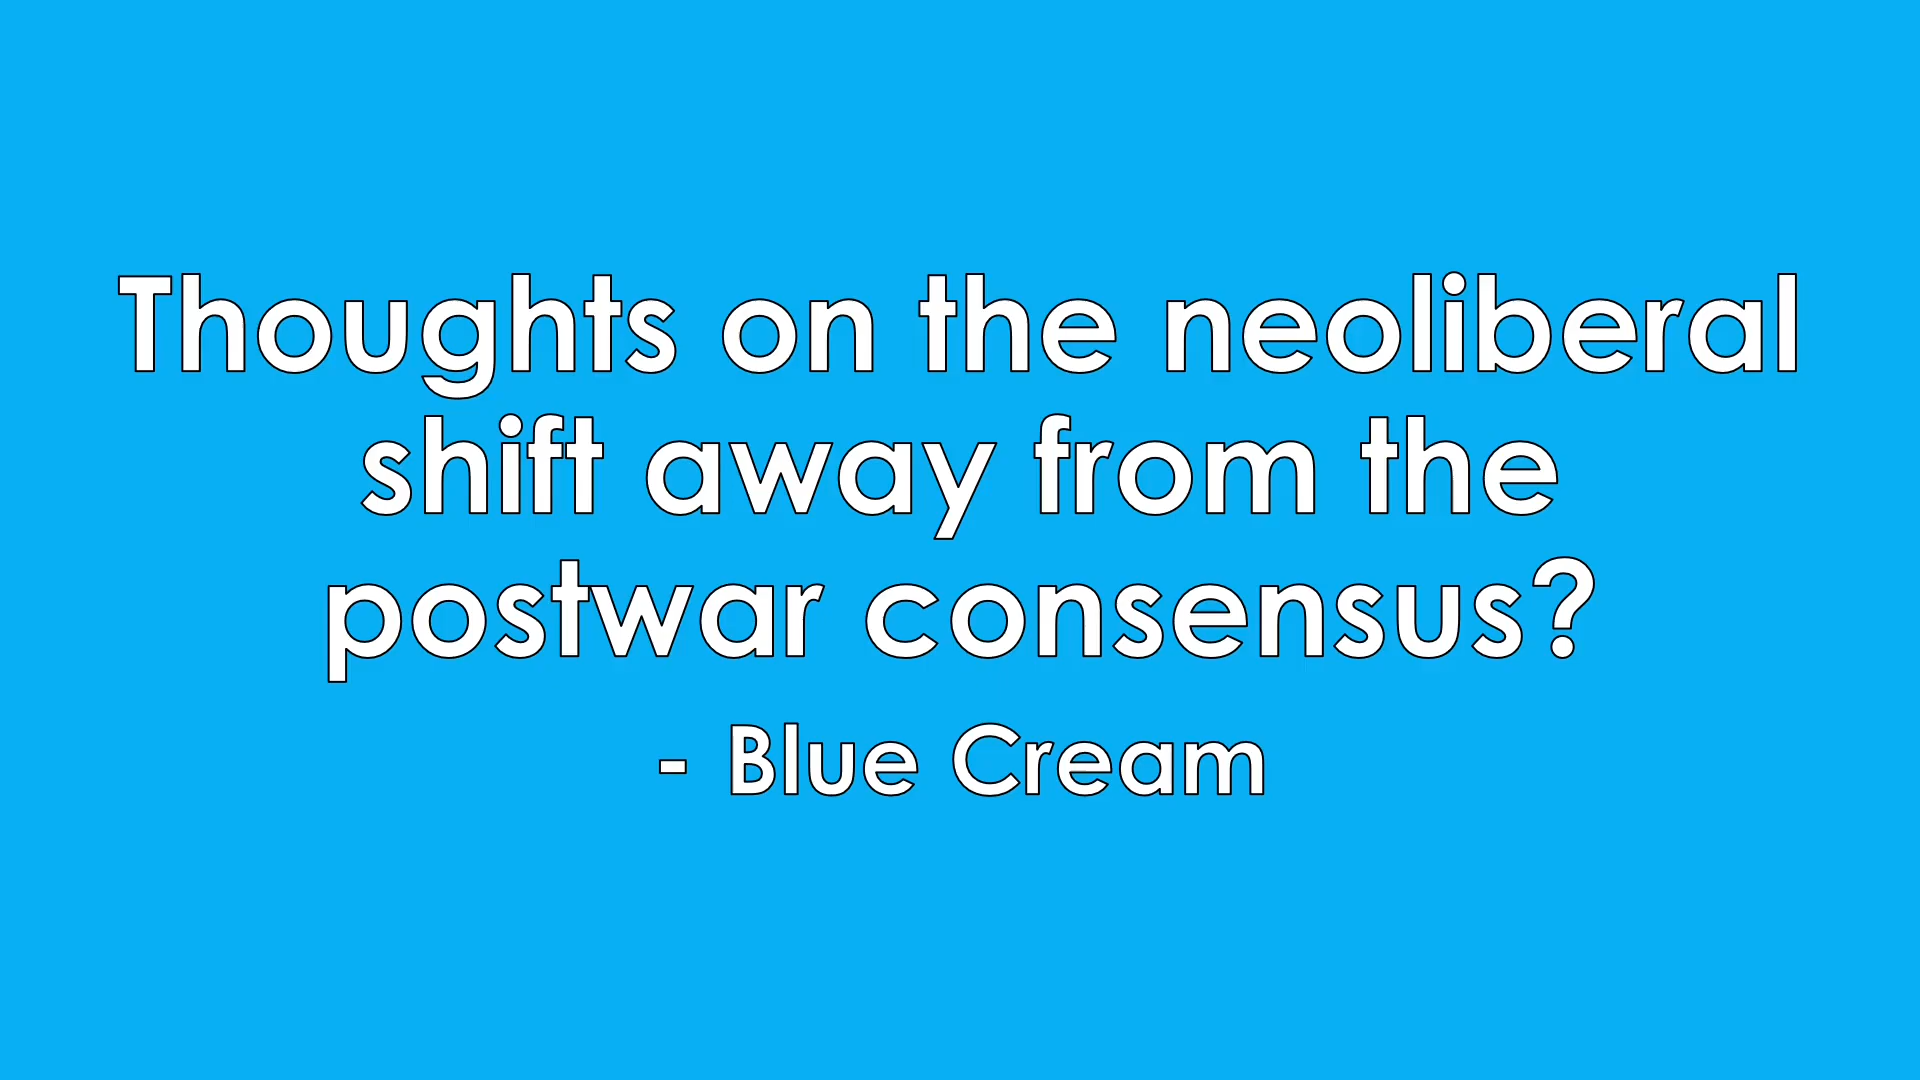 Thoughts on the neoliberal
shift away from the
postwar consensus?
- Blue Cream